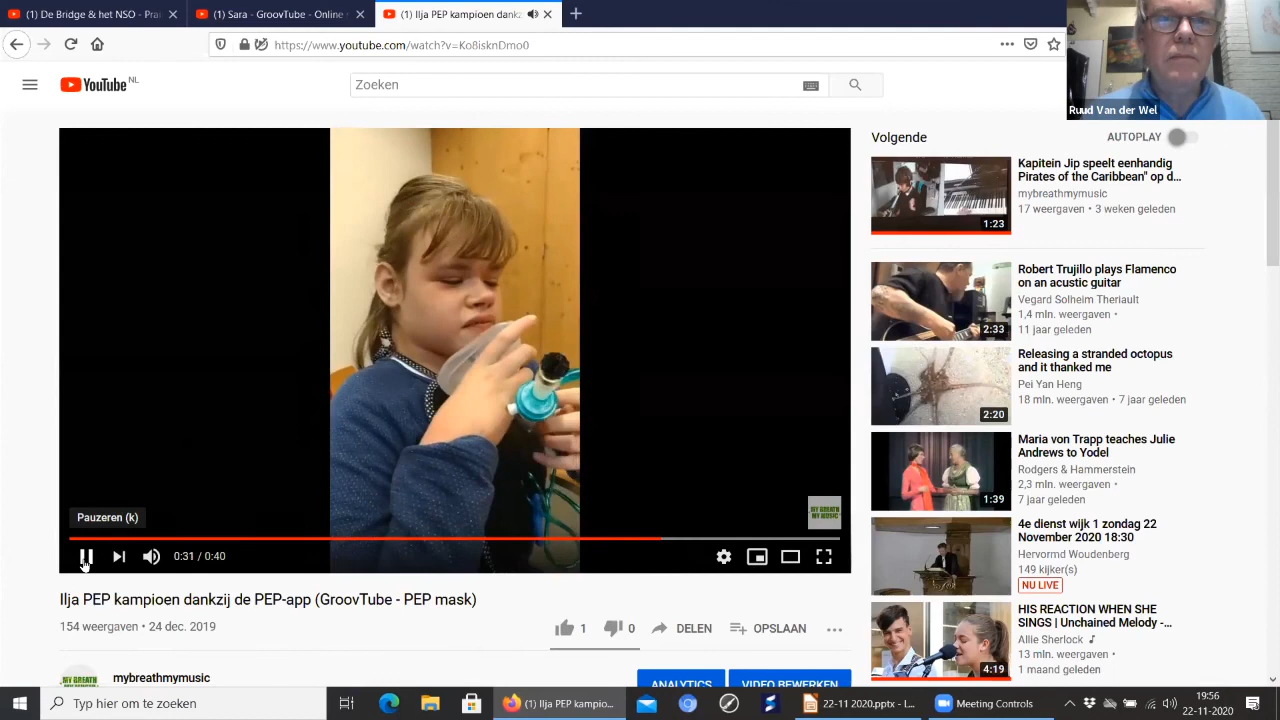 (1) De Bridge & het NSO - Pra
(1) Sara - GroovTube - Online
(1) Ilja PEP kampioen dankz
https://www.youtube.com/watch?v=Ko8isknDmo0
YouTube NL
Zoeken
Ruud Van der Wel
Volgende
AUTOPLAY
Kapitein Jip speelt eenhandig
Pirates of the Caribbean" op d...
mybreathmymusic
17 weergaven • 3 weken geleden
1:23
Robert Trujillo plays Flamenco
on an acustic guitar
Vegard Solheim Theriault
1,4 mln. weergaven •
11 jaar geleden
2:33
Releasing a stranded octopus
and it thanked me
Pei Yan Heng
18 mln. weergaven • 7 jaar geleden
2:20
Maria von Trapp teaches Julie
Andrews to Yodel
Rodgers & Hammerstein
2,3 mln. weergaven •
7 jaar geleden
1:39
4e dienst wijk 1 zondag 22
November 2020 18:30
Hervormd Woudenberg
149 kijker(s)
NU LIVE
HIS REACTION WHEN SHE
SINGS | Unchained Melody -...
Allie Sherlock
13 mln. weergaven •
1 maand geleden
4:19
MY BREATH
MY MUSIC
Pauzeren (k)
0:31 / 0:40
Ilja PEP kampioen dankzij de PEP-app (GroovTube - PEP mask)
154 weergaven • 24 dec. 2019
1
0
DELEN
OPSLAAN
MY BREATH
mybreathmymusic
ANALYTICS
VIDEO BEWERKEN
Typ hier om te zoeken
(1) Ilja PEP kampio...
22-11 2020.pptx - L...
Meeting Controls
19:56
22-11-2020